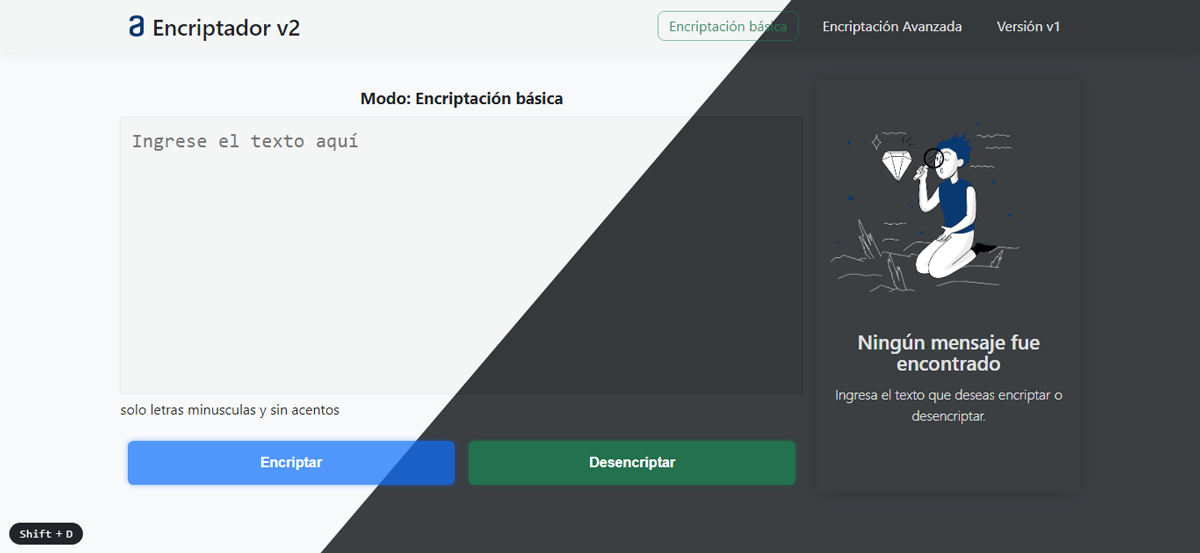 a Encriptador v2
Encriptación básica
Encriptación Avanzada
Versión v1
Modo: Encriptación básica
Ingrese el texto aquí
solo letras minusculas y sin acentos
Encriptar
Desencriptar
Ningún mensaje fue
encontrado
Ingresa el texto que deseas encriptar o
desencriptar.
Shift + D